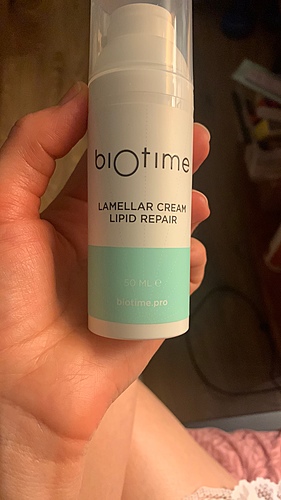 biOtime
LAMELLAR CREAM
LIPID REPAIR
50 ML ℮
biotime.pro